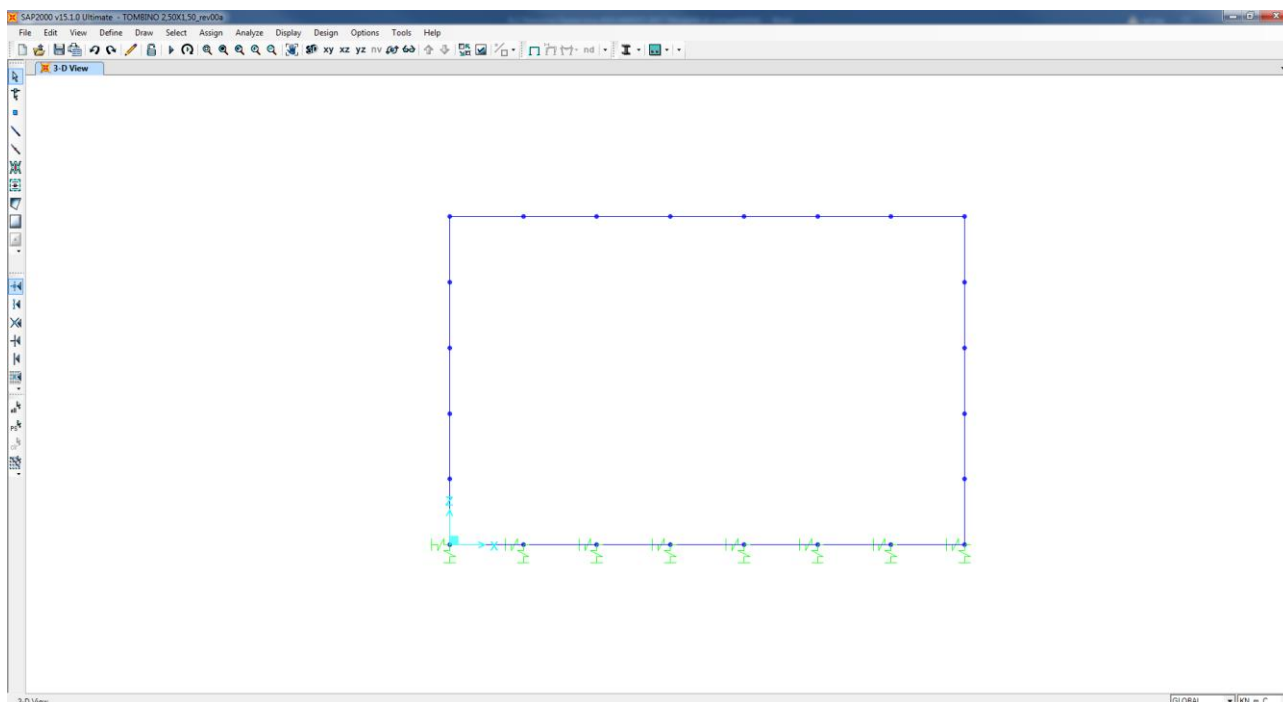 SAP2000 v15.1.0 Ultimate - TOMBINO 2,50X1,50_rev00a
File Edit View Define Draw Select Assign Analyze Display Design Options Tools Help
xy xz yz nv nd
3-D View
Z
X
3-D View GLOBAL KN, m, C